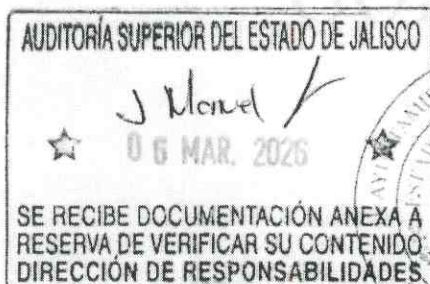 AUDITORÍA SUPERIOR DEL ESTADO DE JALISCO
J Manuel
06 MAR. 2026
SE RECIBE DOCUMENTACIÓN ANEXA A
RESERVA DE VERIFICAR SU CONTENIDO
DIRECCIÓN DE RESPONSABILIDADES